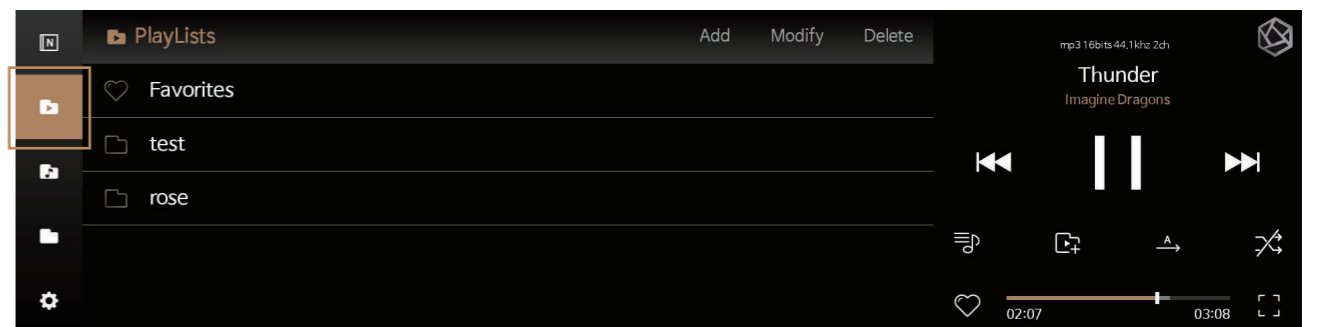 N
PlayLists Add Modify Delete
Favorites
test
rose
mp3 16bits 44.1khz 2ch
Thunder
Imagine Dragons
A
02:07 03:08